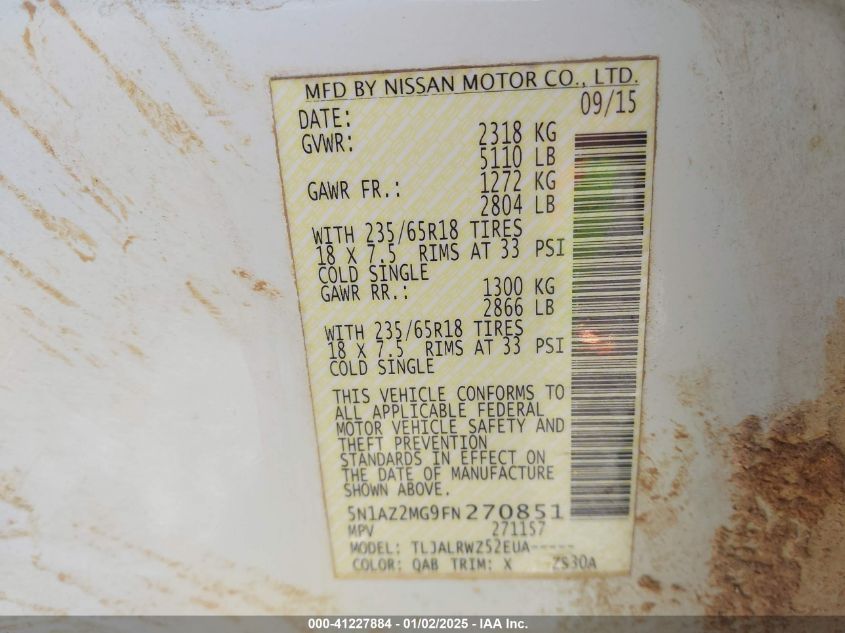 MFD BY NISSAN MOTOR CO., LTD.
DATE: 09/15
GVWR: 2318 KG
5110 LB
GAWR FR.: 1272 KG
2804 LB
WITH 235/65R18 TIRES
18 X 7.5 RIMS AT 33 PSI
COLD SINGLE
GAWR RR.: 1300 KG
2866 LB
WITH 235/65R18 TIRES
18 X 7.5 RIMS AT 33 PSI
COLD SINGLE
THIS VEHICLE CONFORMS TO
ALL APPLICABLE FEDERAL
MOTOR VEHICLE SAFETY AND
THEFT PREVENTION
STANDARDS IN EFFECT ON
THE DATE OF MANUFACTURE
SHOWN ABOVE.
5N1AZ2MG9FN270851
MPV 271157
MODEL: TLJALRWZ52EUA-----
COLOR: QAB TRIM: X ZS30A
000-41227884 - 01/02/2025 - IAA Inc.